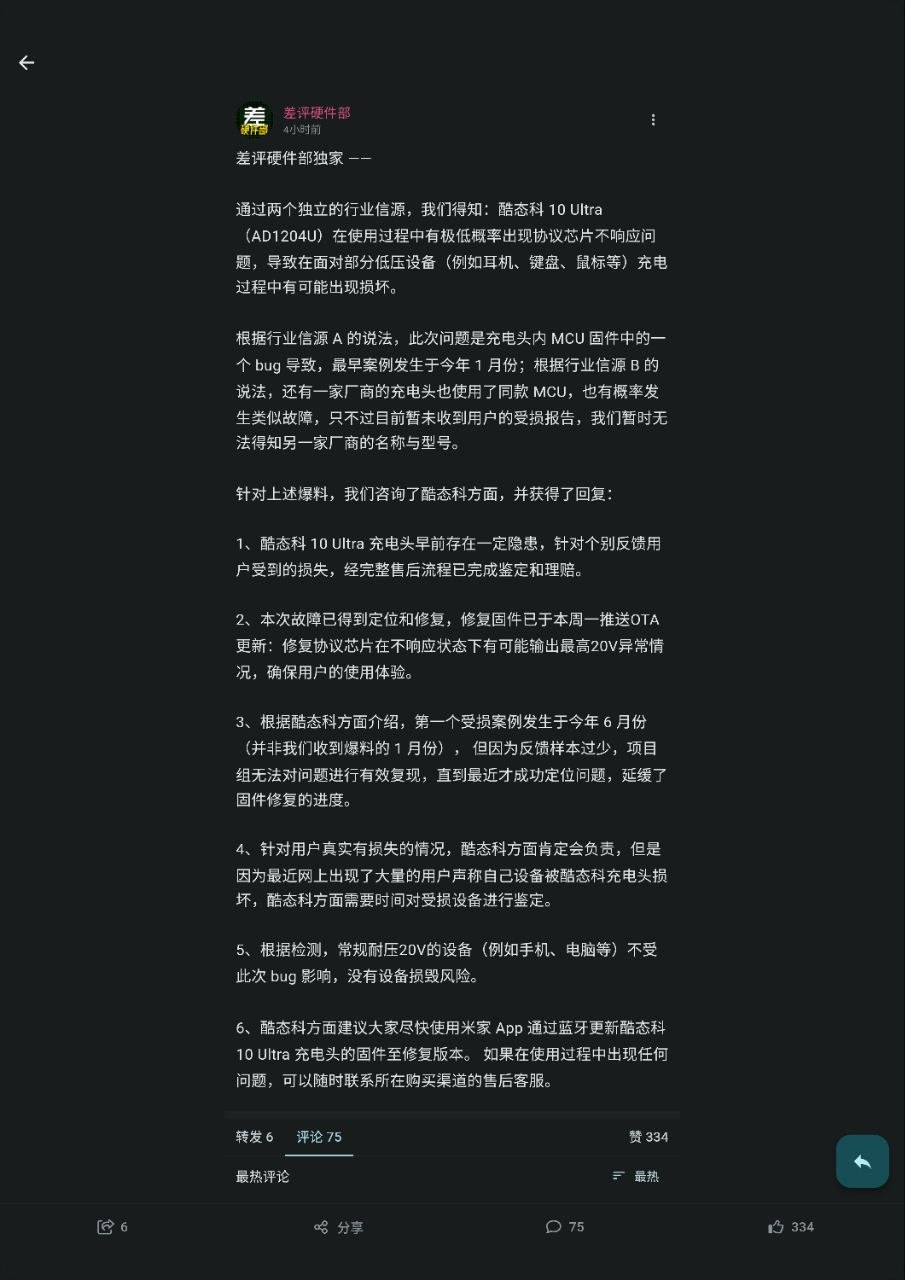 差评硬件部
4小时前
差评硬件部独家 ——
通过两个独立的行业信源，我们得知：酷态科 10 Ultra
（AD1204U）在使用过程中有极低概率出现协议芯片不响应问
题，导致在面对部分低压设备（例如耳机、键盘、鼠标等）充电
过程中有可能出现损坏。
根据行业信源 A 的说法，此次问题是充电头内 MCU 固件中的一
个 bug 导致，最早案例发生于今年 1 月份；根据行业信源 B 的
说法，还有一家厂商的充电头也使用了同款 MCU，也有概率发
生类似故障，只不过目前暂未收到用户的受损报告，我们暂时无
法得知另一家厂商的名称与型号。
针对上述爆料，我们咨询了酷态科方面，并获得了回复：
1、酷态科 10 Ultra 充电头早前存在一定隐患，针对个别反馈用
户受到的损失，经完整售后流程已完成鉴定和理赔。
2、本次故障已得到定位和修复，修复固件已于本周一推送OTA
更新：修复协议芯片在不响应状态下有可能输出最高20V异常情
况，确保用户的使用体验。
3、根据酷态科方面介绍，第一个受损案例发生于今年 6 月份
（并非我们收到爆料的 1 月份），但因为反馈样本过少，项目
组无法对问题进行有效复现，直到最近才成功定位问题，延缓了
固件修复的进度。
4、针对用户真实有损失的情况，酷态科方面肯定会负责，但是
因为最近网上出现了大量的用户声称自己设备被酷态科充电头损
坏，酷态科方面需要时间对受损设备进行鉴定。
5、根据检测，常规耐压20V的设备（例如手机、电脑等）不受
此次 bug 影响，没有设备损毁风险。
6、酷态科方面建议大家尽快使用米家 App 通过蓝牙更新酷态科
10 Ultra 充电头的固件至修复版本。 如果在使用过程中出现任何
问题，可以随时联系所在购买渠道的售后客服。
转发 6 评论 75 赞 334
最热评论 最热
6 分享 75 334